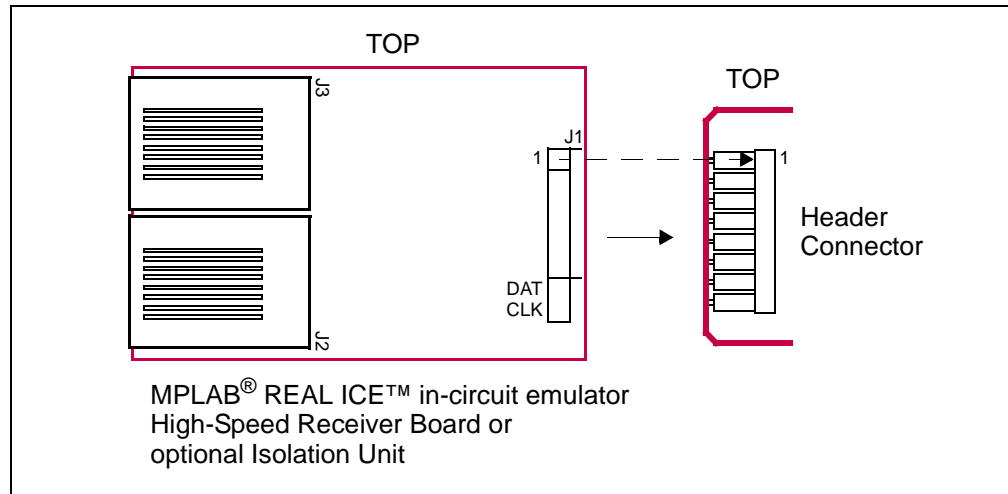 TOP
TOP
J3
J1
1
1
Header
Connector
DAT
CLK
J2
MPLAB® REAL ICE™ in-circuit emulator
High-Speed Receiver Board or
optional Isolation Unit